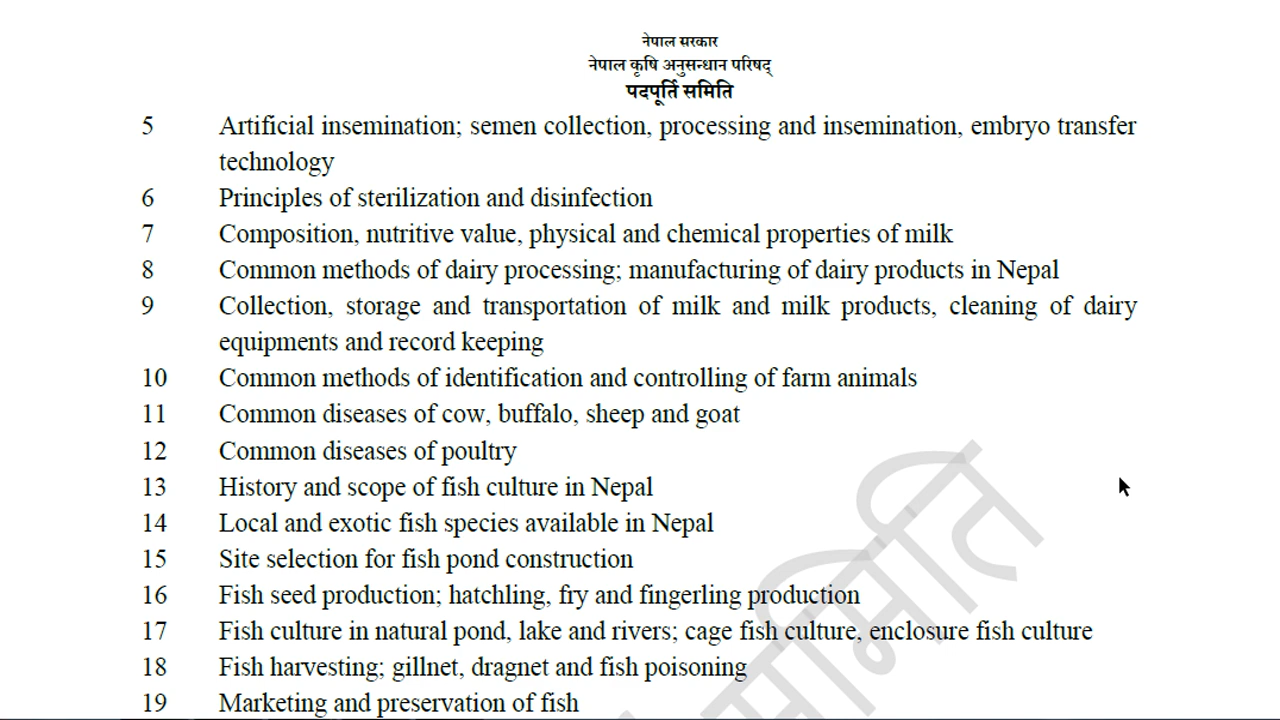 नेपाल सरकार
नेपाल कृषि अनुसन्धान परिषद्
पदपूर्ति समिति
5 Artificial insemination; semen collection, processing and insemination, embryo transfer
technology
6 Principles of sterilization and disinfection
7 Composition, nutritive value, physical and chemical properties of milk
8 Common methods of dairy processing; manufacturing of dairy products in Nepal
9 Collection, storage and transportation of milk and milk products, cleaning of dairy
equipments and record keeping
10 Common methods of identification and controlling of farm animals
11 Common diseases of cow, buffalo, sheep and goat
12 Common diseases of poultry
13 History and scope of fish culture in Nepal
14 Local and exotic fish species available in Nepal
15 Site selection for fish pond construction
16 Fish seed production; hatchling, fry and fingerling production
17 Fish culture in natural pond, lake and rivers; cage fish culture, enclosure fish culture
18 Fish harvesting; gillnet, dragnet and fish poisoning
19 Marketing and preservation of fish
समिति